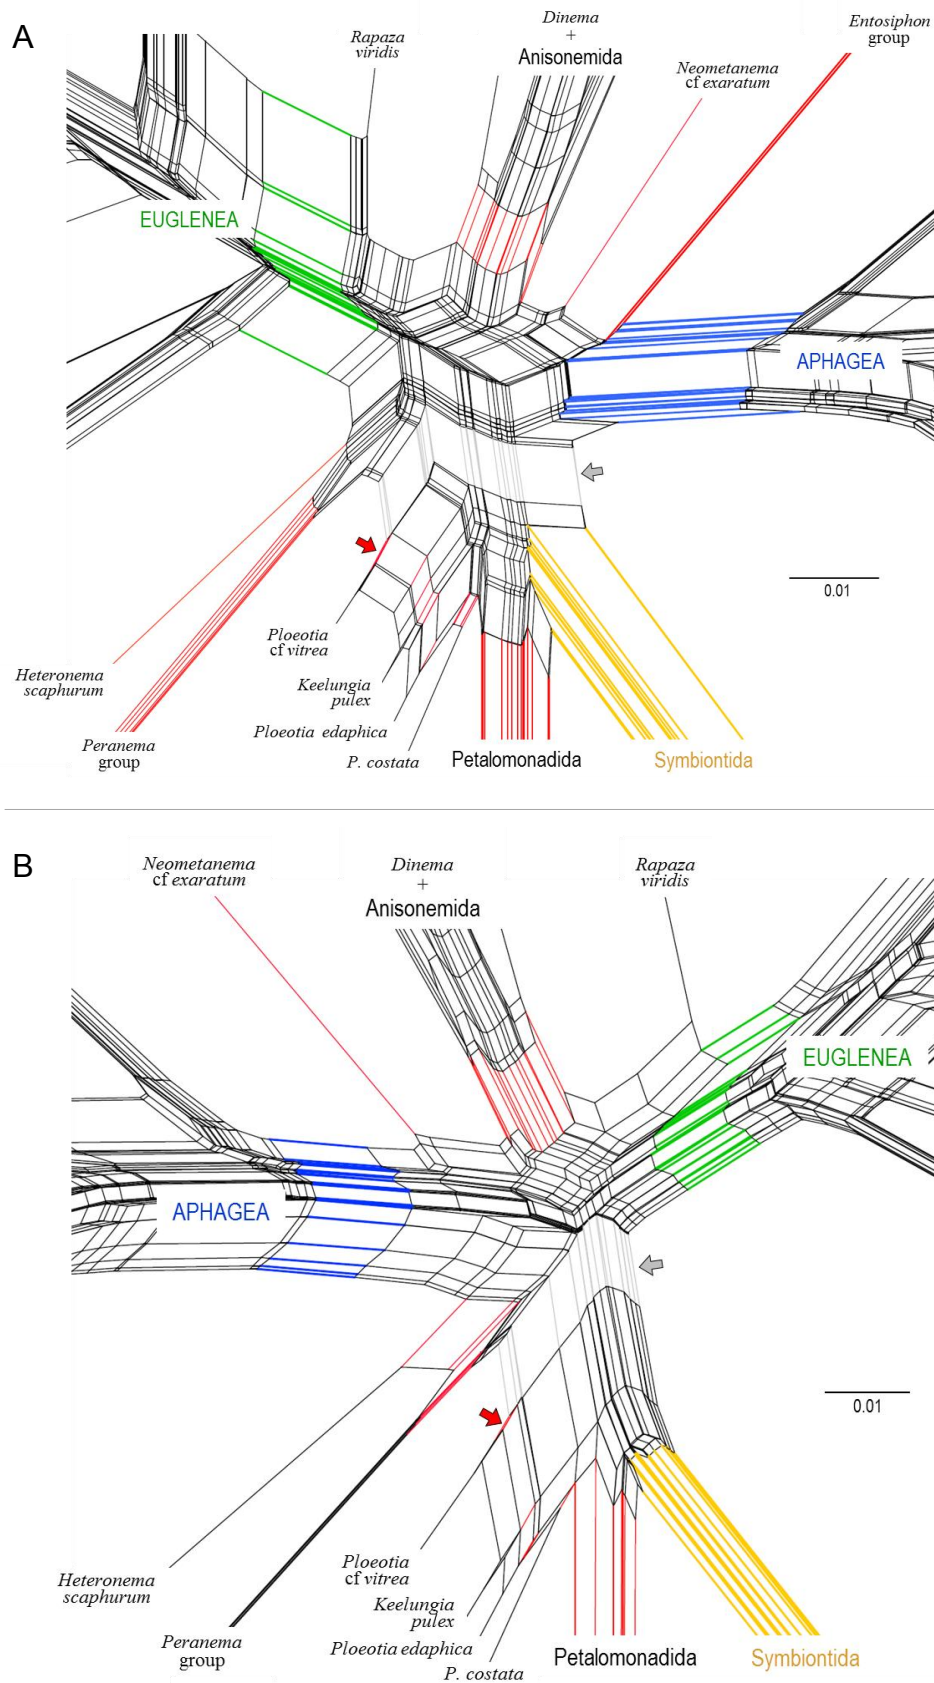 A
Rapaza
viridis
Dinema
+
Anisonemida
Entosiphon
group
Neometanema
cf exaratum
EUGLENEA
APHAGEA
0.01
Ploeotia
cf vitrea
Heteronema
scaphurum
Keelungia
pulex
Ploeotia edaphica
Peranema
group
P. costata
Petalomonadida
Symbiontida
B
Neometanema
cf exaratum
Dinema
+
Anisonemida
Rapaza
viridis
EUGLENEA
APHAGEA
0.01
Ploeotia
cf vitrea
Heteronema
scaphurum
Keelungia
pulex
Peranema
group
Ploeotia edaphica
P. costata
Petalomonadida
Symbiontida